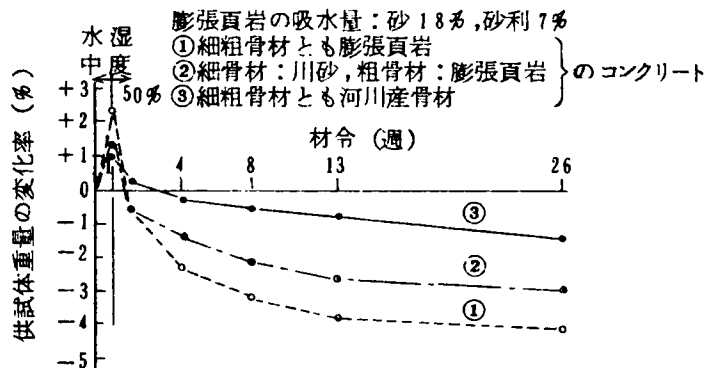 膨張頁岩の吸水量：砂18％，砂利7％
①細粗骨材とも膨張頁岩
②細骨材：川砂，粗骨材：膨張頁岩
③細粗骨材とも河川産骨材
のコンクリート
水中
湿度
50％
材令（週）
4 8 13 26
供試体重量の変化率（％）
+3
+2
+1
0
−1
−2
−3
−4
−5
③
②
①